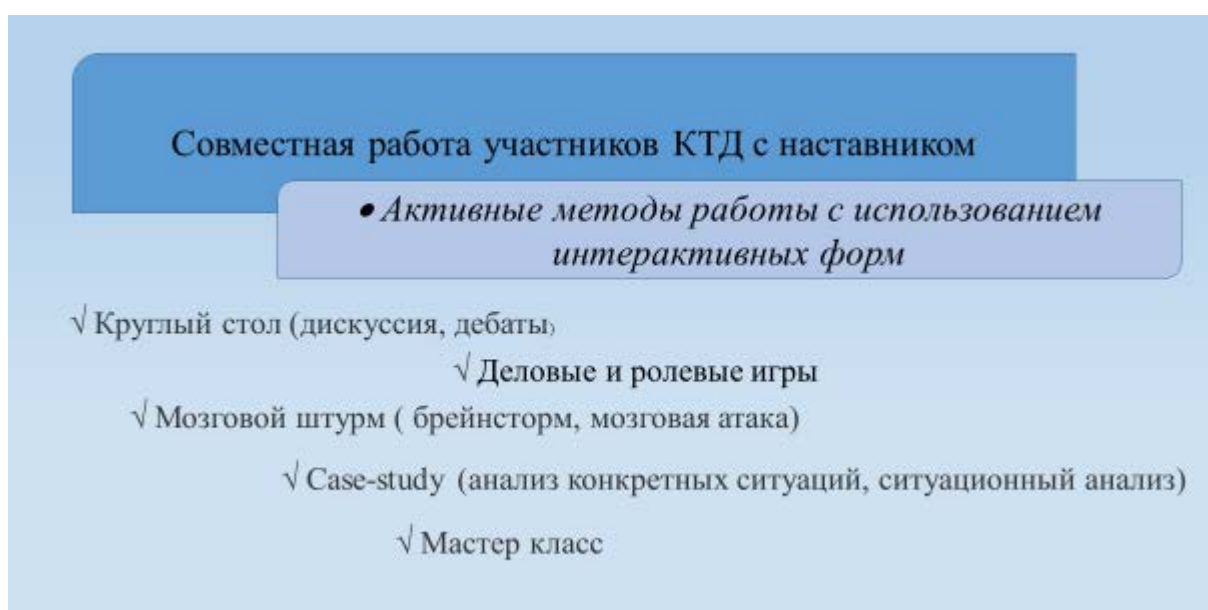 Совместная работа участников КТД с наставником
• Активные методы работы с использованием
интерактивных форм
√ Круглый стол (дискуссия, дебаты)
√ Деловые и ролевые игры
√ Мозговой штурм ( брейнсторм, мозговая атака)
√ Case-study (анализ конкретных ситуаций, ситуационный анализ)
√ Мастер класс